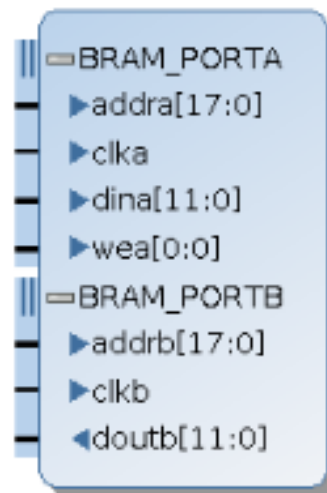 BRAM_PORTA
addra[17:0]
clka
dina[11:0]
wea[0:0]
BRAM_PORTB
addrb[17:0]
clkb
doutb[11:0]